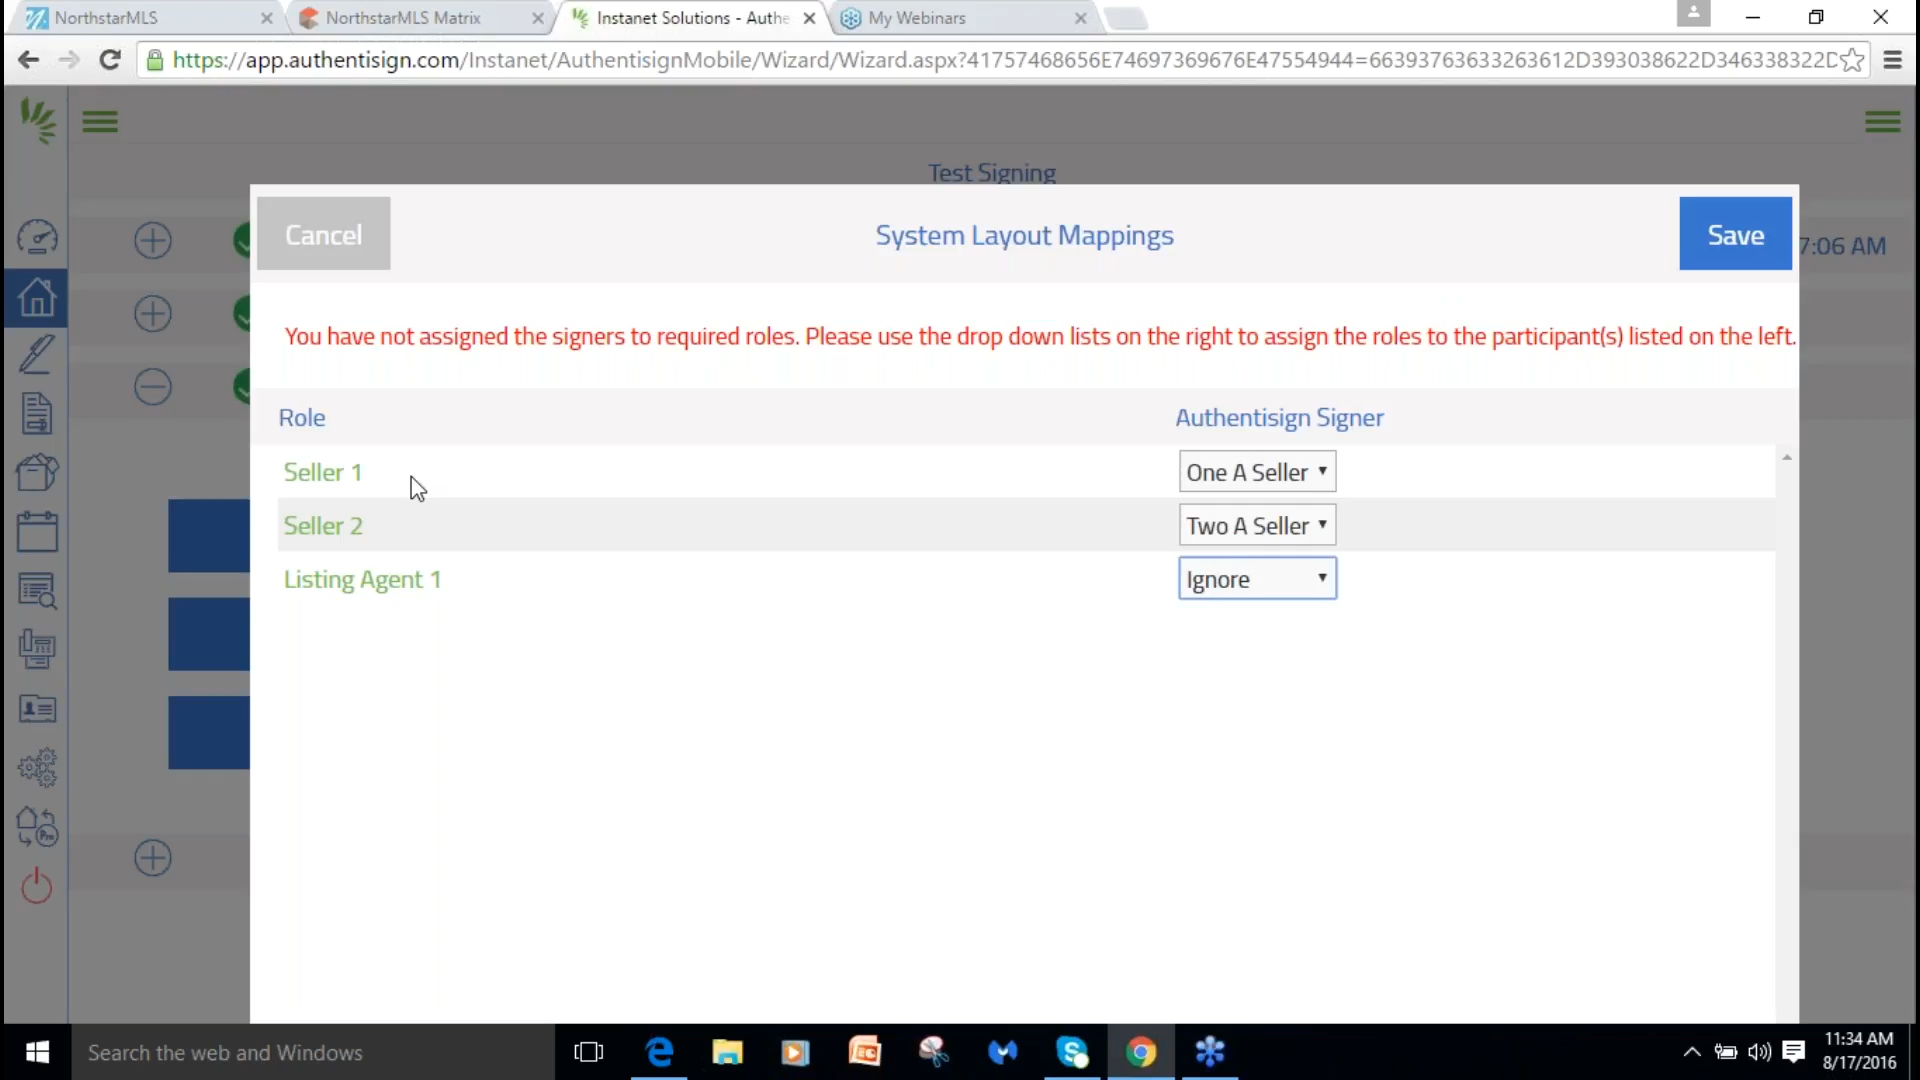 NorthstarMLS
NorthstarMLS Matrix
Instanet Solutions - Authe
My Webinars
https://app.authentisign.com/Instanet/AuthentisignMobile/Wizard/Wizard.aspx?41757468656E74697369676E47554944=66393763633263612D393038622D346338322D
Test Signing
Cancel
System Layout Mappings
Save
7:06 AM
You have not assigned the signers to required roles. Please use the drop down lists on the right to assign the roles to the participant(s) listed on the left.
Role
Authentisign Signer
Seller 1
One A Seller
Seller 2
Two A Seller
Listing Agent 1
Ignore
Pro
Search the web and Windows
11:34 AM
8/17/2016